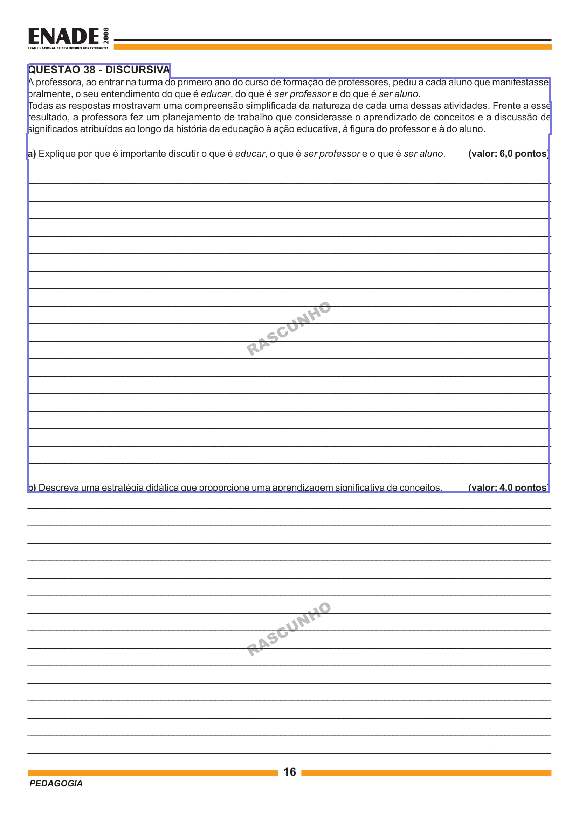 ENADE 2008
EXAME NACIONAL DE DESEMPENHO DOS ESTUDANTES
QUESTÃO 38 - DISCURSIVA
A professora, ao entrar na turma do primeiro ano do curso de formação de professores, pediu a cada aluno que manifestasse,
oralmente, o seu entendimento do que é educar, do que é ser professor e do que é ser aluno.
Todas as respostas mostravam uma compreensão simplificada da natureza de cada uma dessas atividades. Frente a esse
resultado, a professora fez um planejamento de trabalho que considerasse o aprendizado de conceitos e a discussão de
significados atribuídos ao longo da história da educação à ação educativa, à figura do professor e à do aluno.
a) Explique por que é importante discutir o que é educar, o que é ser professor e o que é ser aluno. (valor: 6,0 pontos)
RASCUNHO
b) Descreva uma estratégia didática que proporcione uma aprendizagem significativa de conceitos. (valor: 4,0 pontos)
RASCUNHO
16
PEDAGOGIA